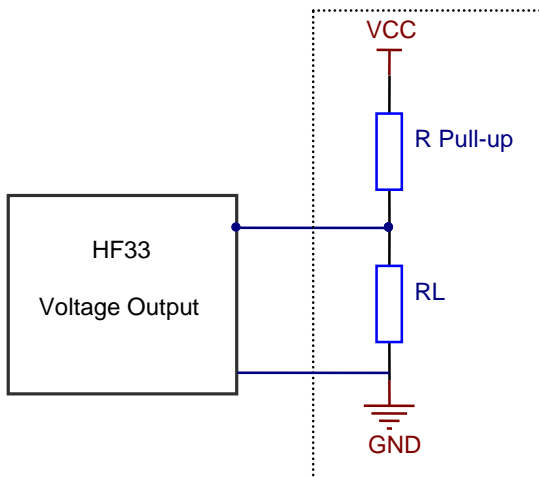 VCC
R Pull-up
HF33
Voltage Output
RL
GND